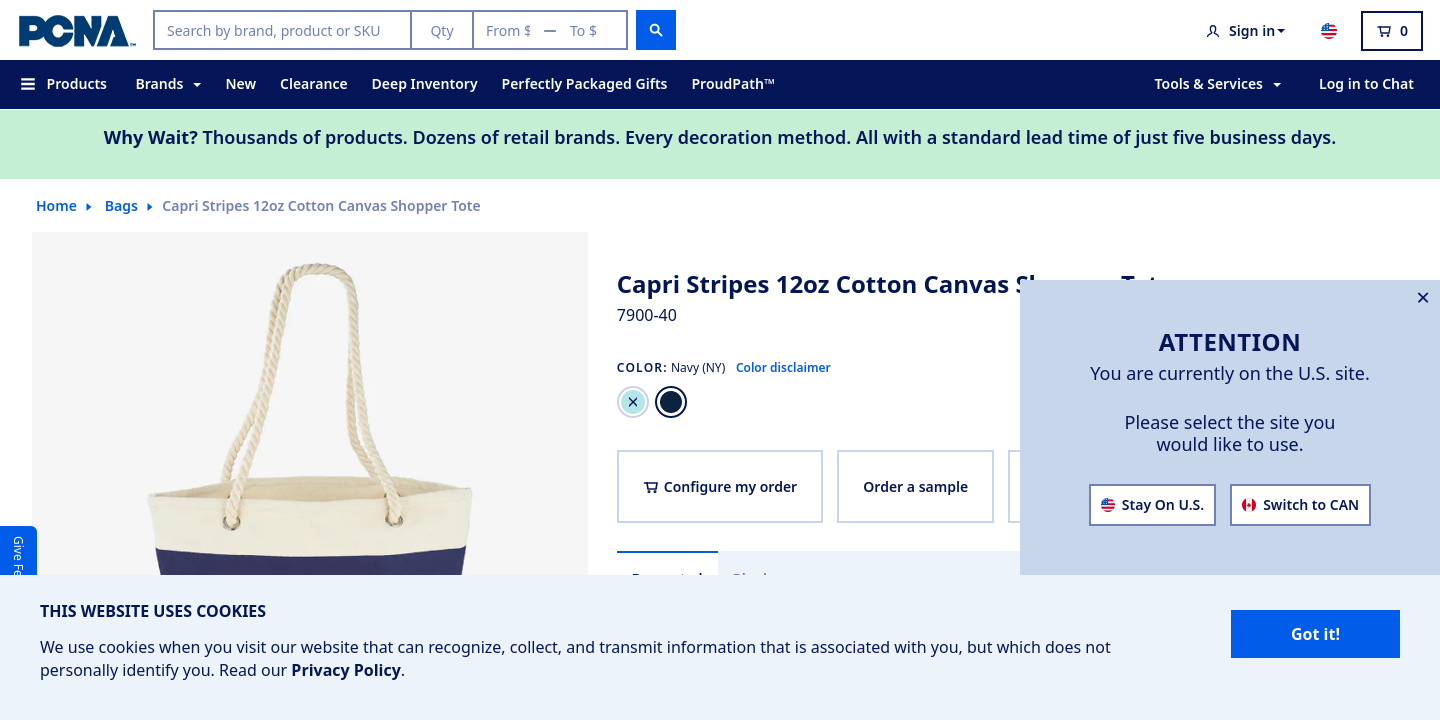 PCNA™
Search by brand, product or SKU
Qty
From $ — To $
Sign in
0
Products
Brands
New
Clearance
Deep Inventory
Perfectly Packaged Gifts
ProudPath™
Tools & Services
Log in to Chat
Why Wait? Thousands of products. Dozens of retail brands. Every decoration method. All with a standard lead time of just five business days.
Home
Bags
Capri Stripes 12oz Cotton Canvas Shopper Tote
Capri Stripes 12oz Cotton Canvas
7900-40
COLOR: Navy (NY) Color disclaimer
Configure my order
Order a sample
ATTENTION
You are currently on the U.S. site.
Please select the site you
would like to use.
Stay On U.S.
Switch to CAN
Give
THIS WEBSITE USES COOKIES
We use cookies when you visit our website that can recognize, collect, and transmit information that is associated with you, but which does not
personally identify you. Read our Privacy Policy.
Got it!